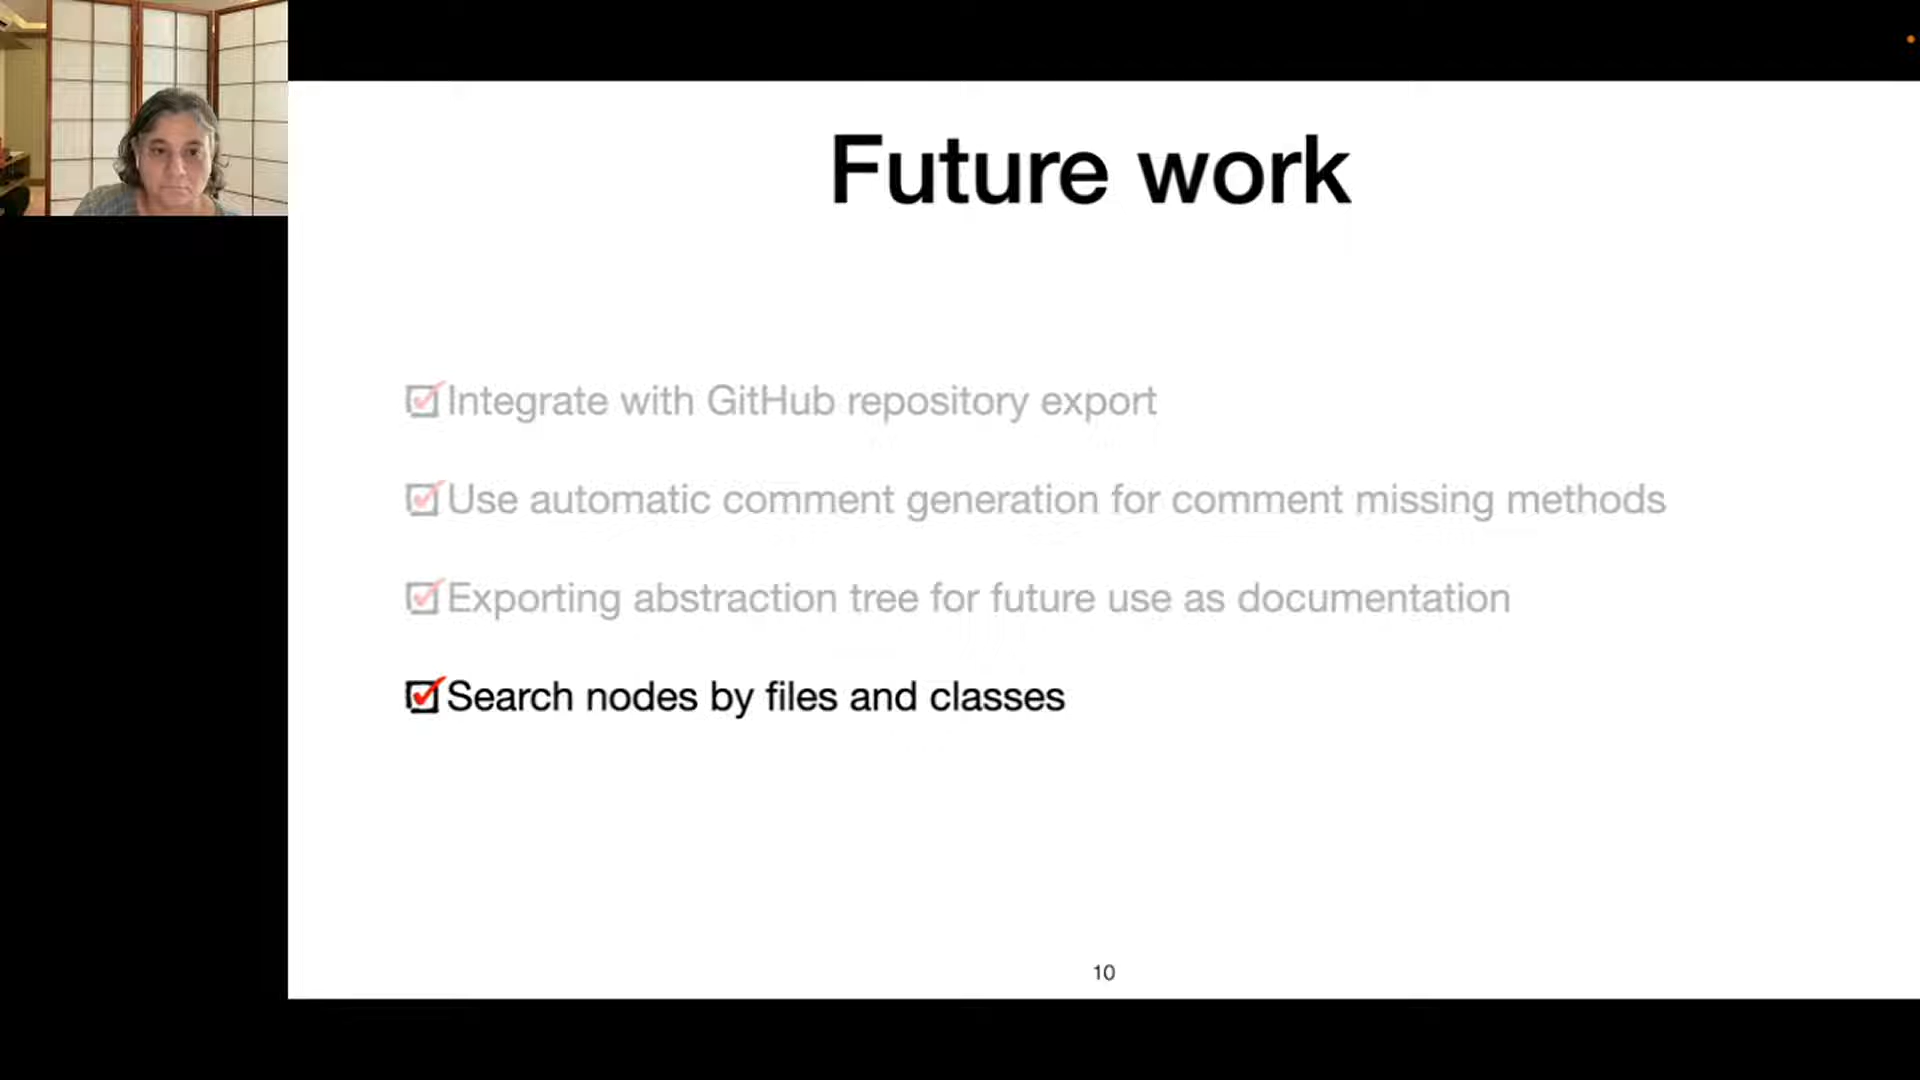 Future work
Integrate with GitHub repository export
Use automatic comment generation for comment missing methods
Exporting abstraction tree for future use as documentation
Search nodes by files and classes
10